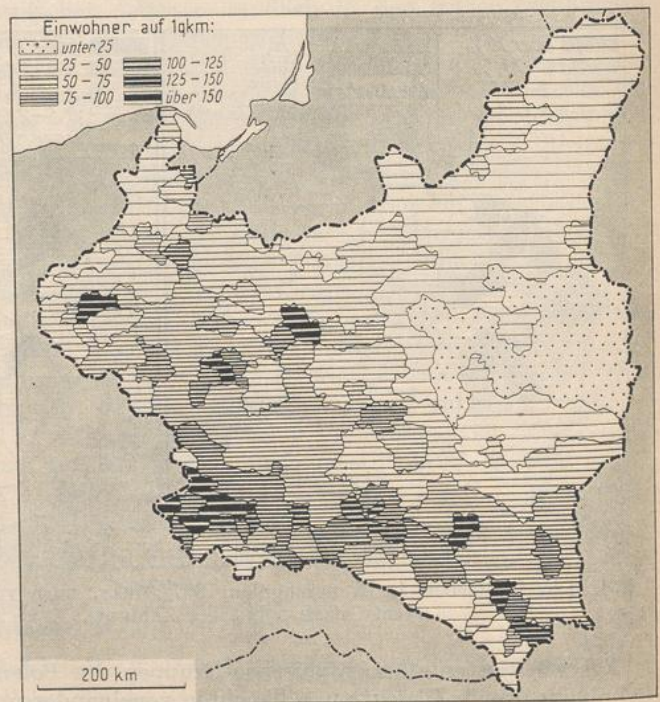 Einwohner auf 1qkm:
unter 25
25 – 50
50 – 75
75 – 100
100 – 125
125 – 150
über 150
200 km